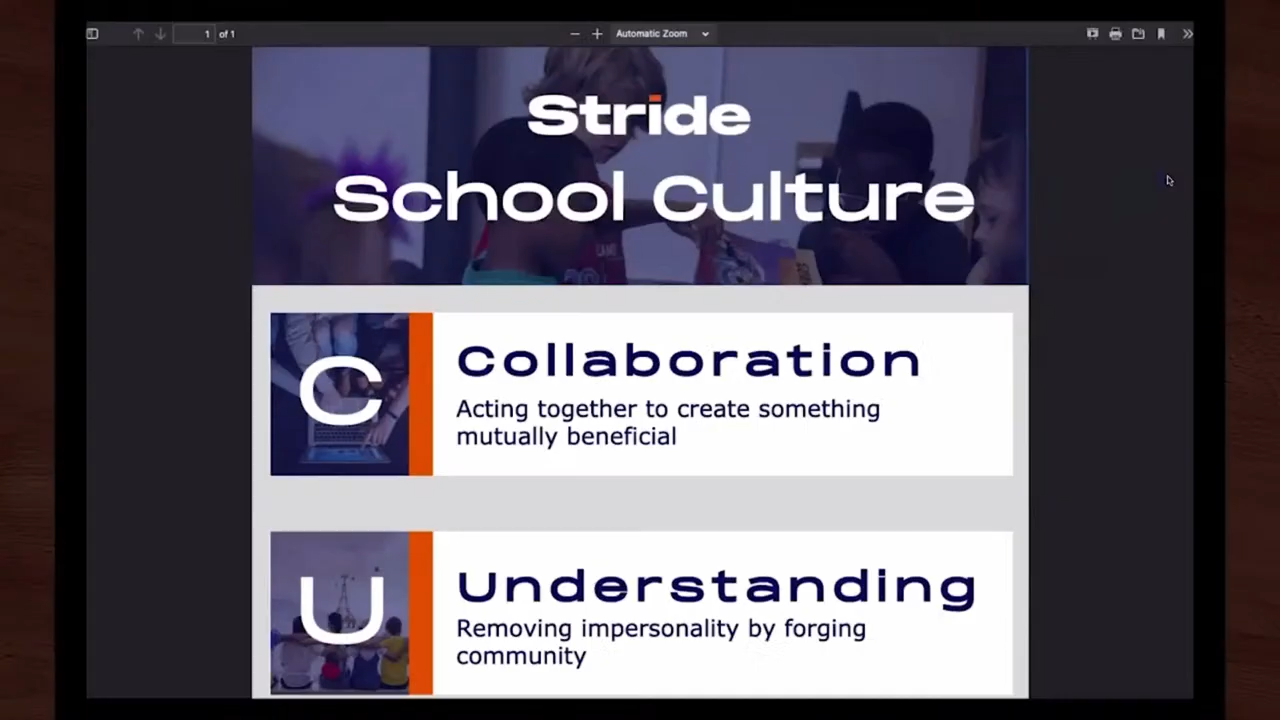 1 of 1
Automatic Zoom
Stride
School Culture
C
Collaboration
Acting together to create something
mutually beneficial
U
Understanding
Removing impersonality by forging
community